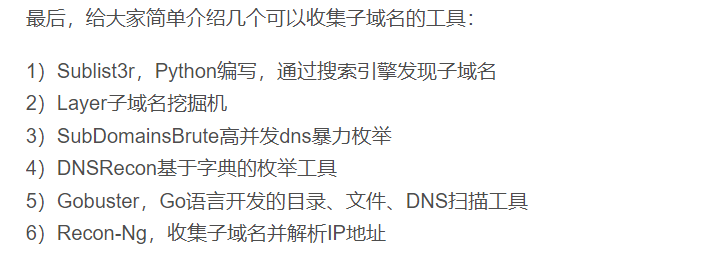 最后，给大家简单介绍几个可以收集子域名的工具：
1）Sublist3r，Python编写，通过搜索引擎发现子域名
2）Layer子域名挖掘机
3）SubDomainsBrute高并发dns暴力枚举
4）DNSRecon基于字典的枚举工具
5）Gobuster，Go语言开发的目录、文件、DNS扫描工具
6）Recon-Ng，收集子域名并解析IP地址